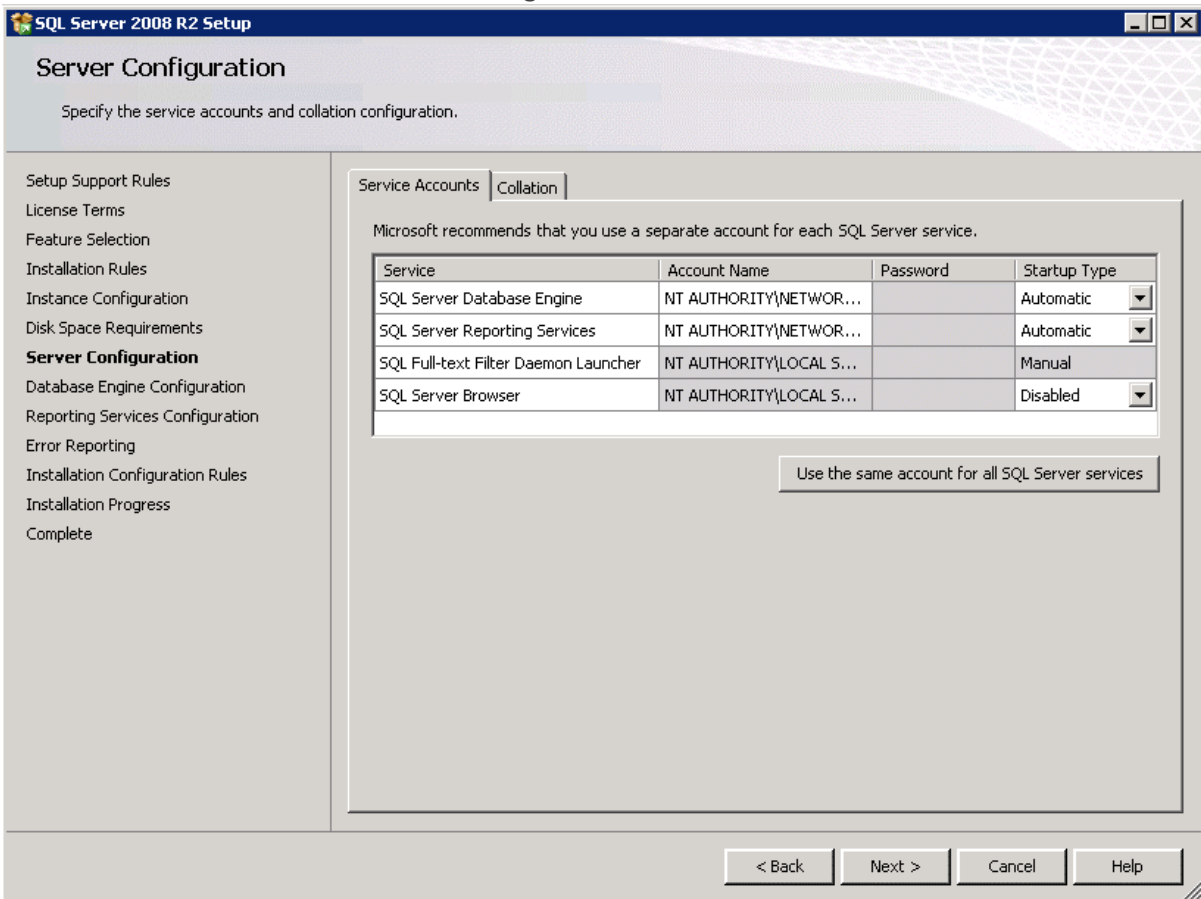 SQL Server 2008 R2 Setup
Server Configuration
Specify the service accounts and collation configuration.
Setup Support Rules
License Terms
Feature Selection
Installation Rules
Instance Configuration
Disk Space Requirements
Server Configuration
Database Engine Configuration
Reporting Services Configuration
Error Reporting
Installation Configuration Rules
Installation Progress
Complete
Service Accounts Collation
Microsoft recommends that you use a separate account for each SQL Server service.
Service Account Name Password Startup Type
SQL Server Database Engine NT AUTHORITY\NETWOR... Automatic
SQL Server Reporting Services NT AUTHORITY\NETWOR... Automatic
SQL Full-text Filter Daemon Launcher NT AUTHORITY\LOCAL S... Manual
SQL Server Browser NT AUTHORITY\LOCAL S... Disabled
Use the same account for all SQL Server services
< Back Next > Cancel Help